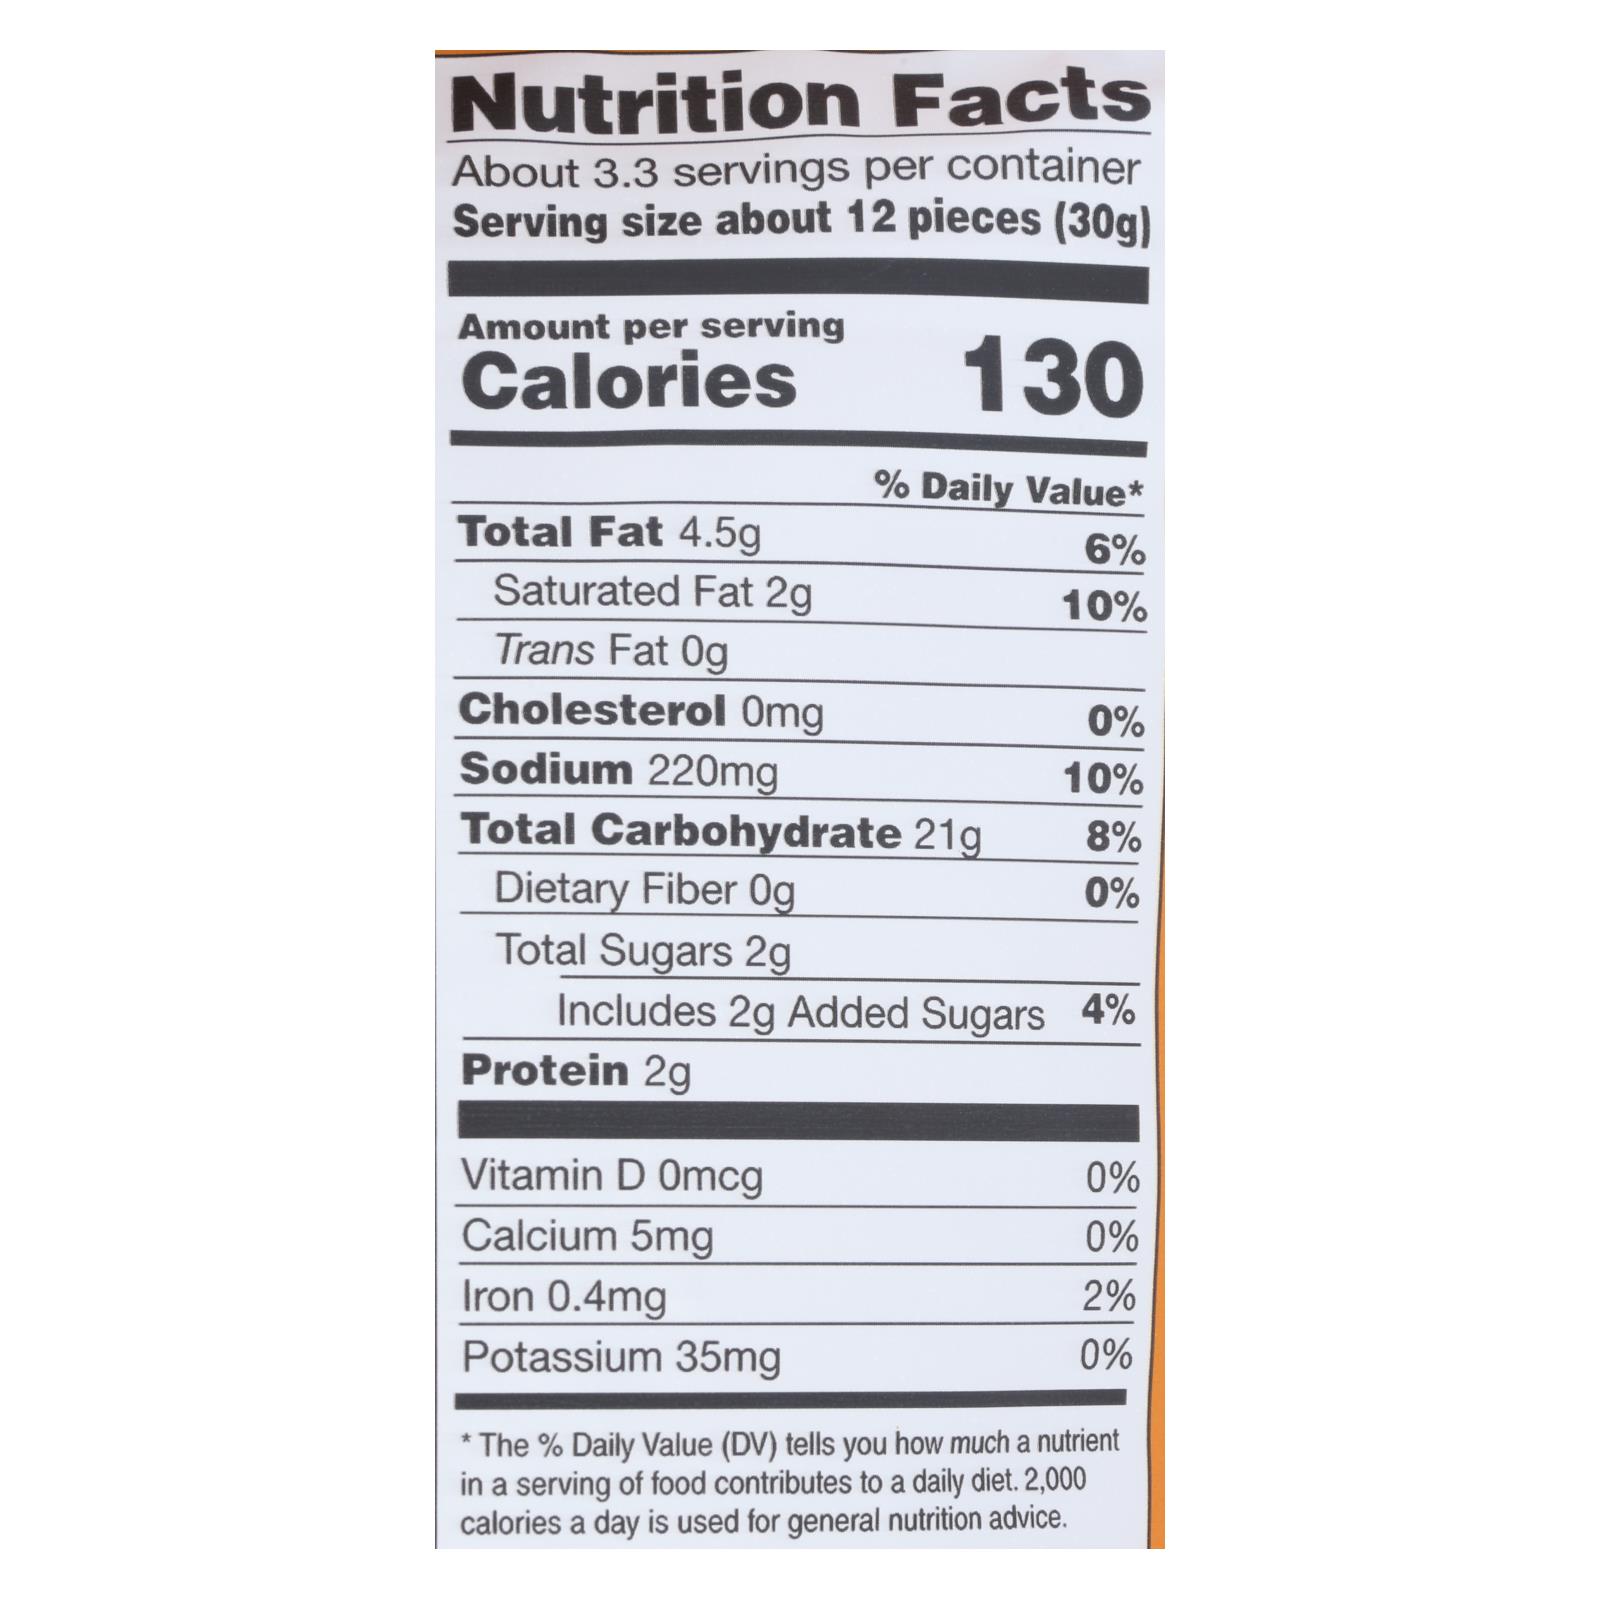 Nutrition Facts
About 3.3 servings per container
Serving size about 12 pieces (30g)
Amount per serving
Calories 130
% Daily Value*
Total Fat 4.5g 6%
Saturated Fat 2g 10%
Trans Fat 0g
Cholesterol 0mg 0%
Sodium 220mg 10%
Total Carbohydrate 21g 8%
Dietary Fiber 0g 0%
Total Sugars 2g
Includes 2g Added Sugars 4%
Protein 2g
Vitamin D 0mcg 0%
Calcium 5mg 0%
Iron 0.4mg 2%
Potassium 35mg 0%
* The % Daily Value (DV) tells you how much a nutrient
in a serving of food contributes to a daily diet. 2,000
calories a day is used for general nutrition advice.